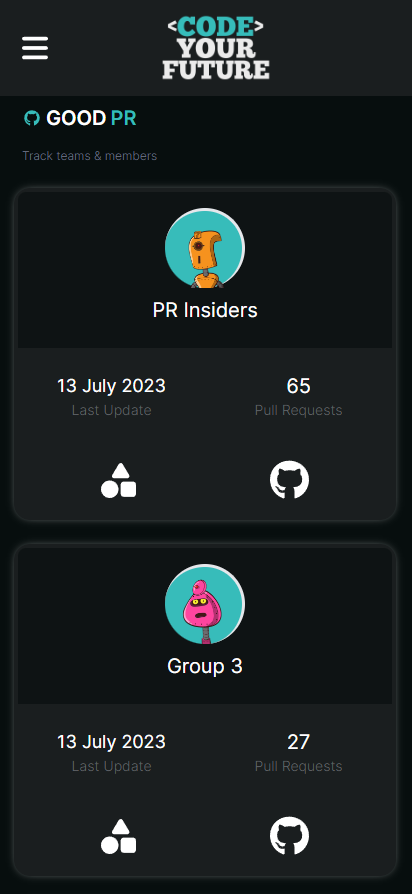 <CODE>
YOUR
FUTURE
GOOD PR
Track teams & members
PR Insiders
13 July 2023 65
Last Update Pull Requests
Group 3
13 July 2023 27
Last Update Pull Requests